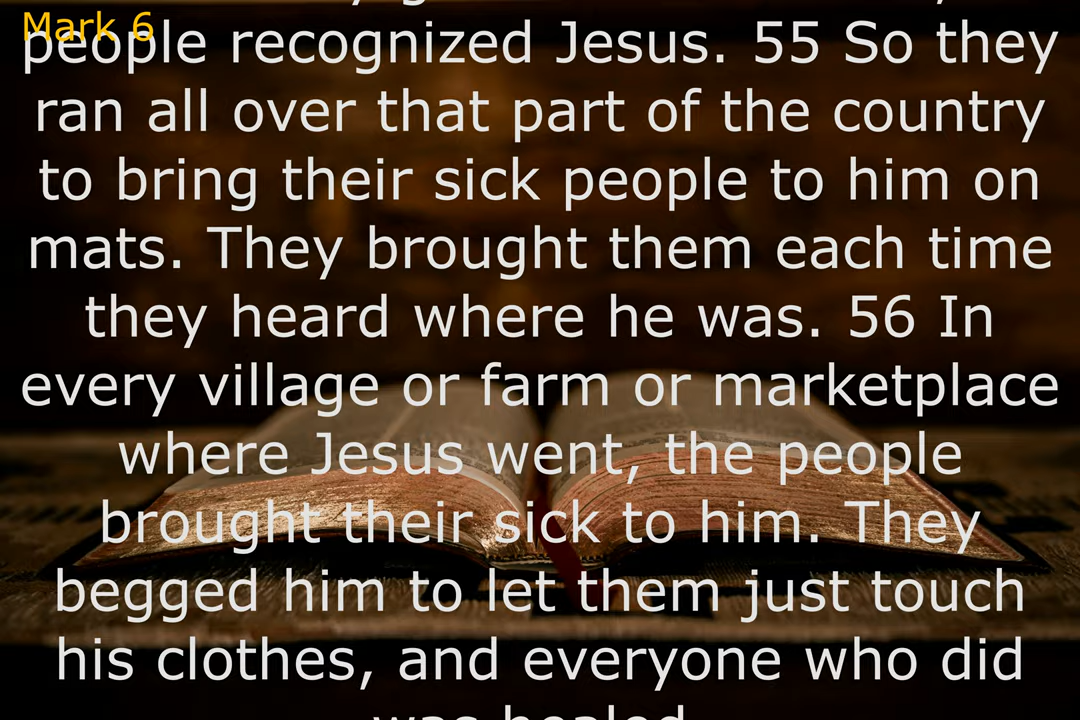 Mark 6
people recognized Jesus. 55 So they
ran all over that part of the country
to bring their sick people to him on
mats. They brought them each time
they heard where he was. 56 In
every village or farm or marketplace
where Jesus went, the people
brought their sick to him. They
begged him to let them just touch
his clothes, and everyone who did
was healed